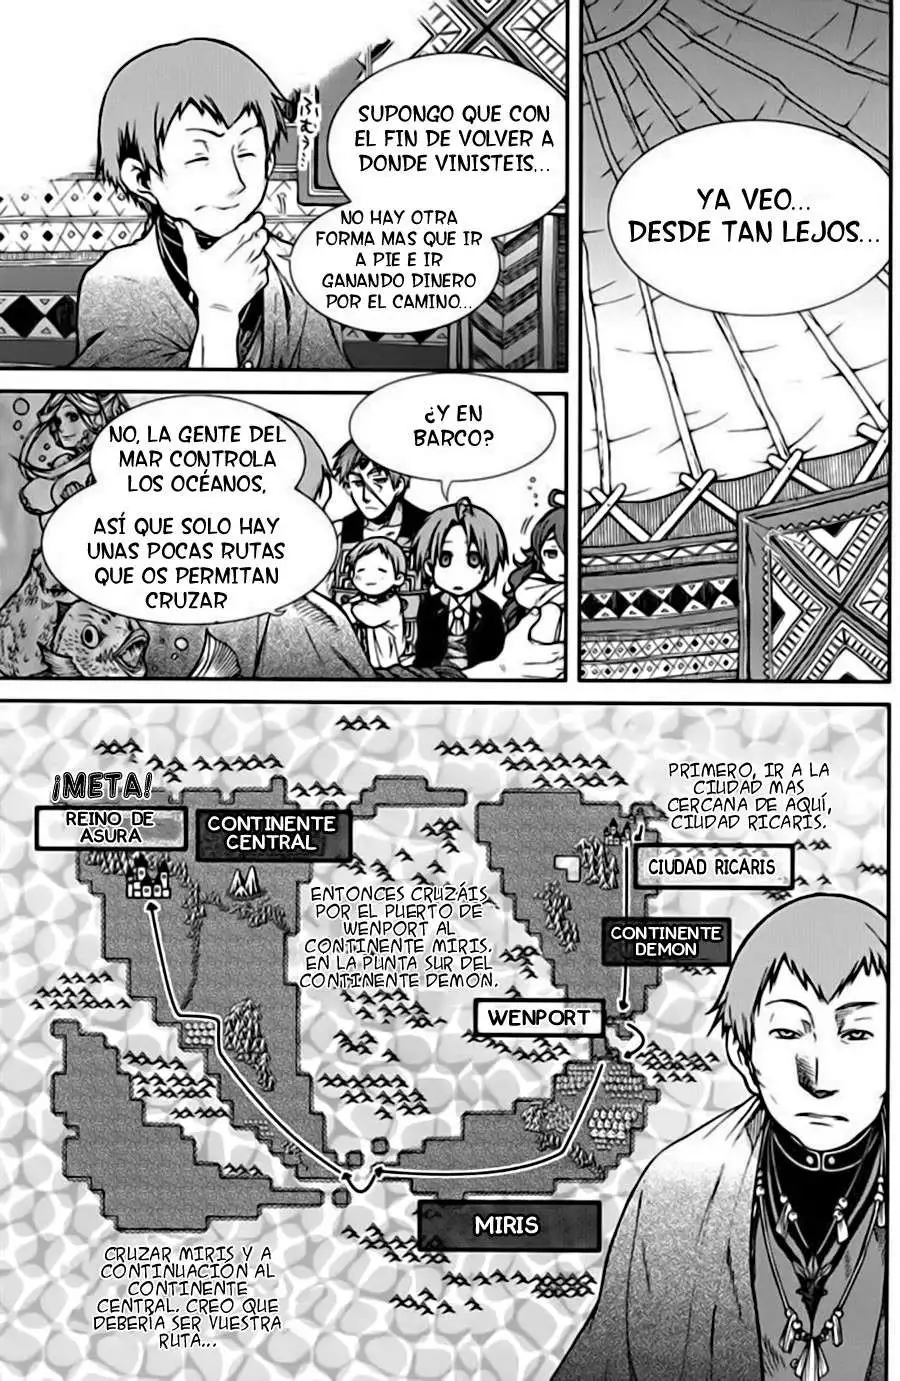 YA VEO...
DESDE TAN LEJOS...
SUPONGO QUE CON
EL FIN DE VOLVER A
DONDE VINISTEIS...
NO HAY OTRA
FORMA MAS QUE IR
A PIE E IR
GANANDO DINERO
POR EL CAMINO...
ふむぅ…
¿Y EN
BARCO?
NO, LA GENTE DEL
MAR CONTROLA
LOS OCÉANOS,
ASÍ QUE SOLO HAY
UNAS POCAS RUTAS
QUE OS PERMITAN
CRUZAR
PRIMERO, IR A LA
CIUDAD MAS
CERCANA DE AQUÍ,
CIUDAD RICARIS.
CIUDAD RICARIS
CONTINENTE
DEMON
¡META!
REINO DE
ASURA
CONTINENTE
CENTRAL
ENTONCES CRUZÁIS
POR EL PUERTO DE
WENPORT AL
CONTINENTE MIRIS.
EN LA PUNTA SUR DEL
CONTINENTE DEMON.
WENPORT
MIRIS
CRUZAR MIRIS Y A
CONTINUACIÓN AL
CONTINENTE
CENTRAL. CREO QUE
DEBERÍA SER VUESTRA
RUTA...